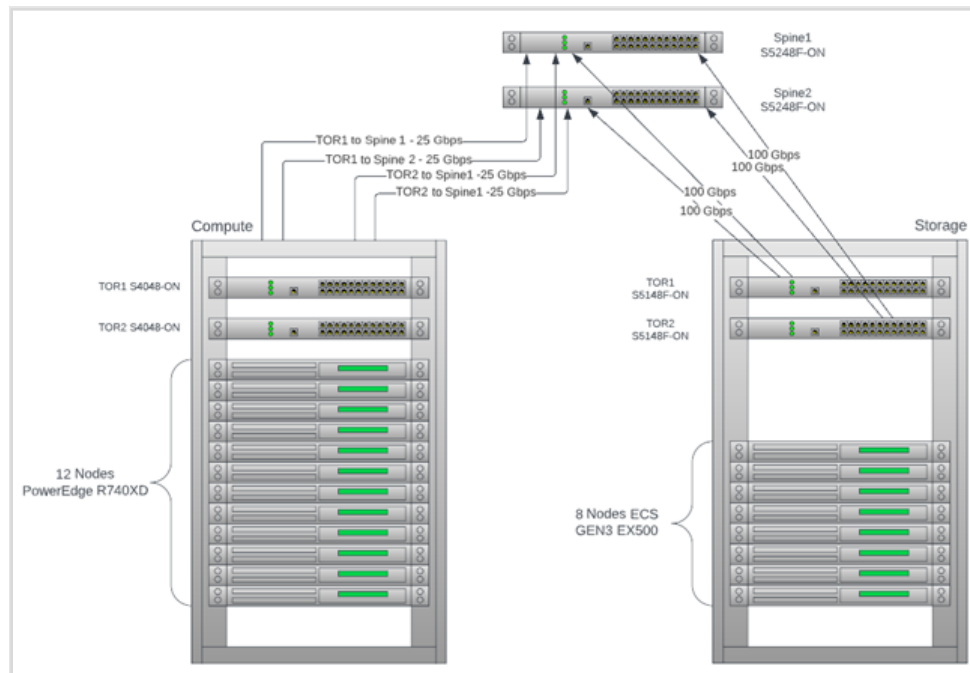 Spine1
S5248F-ON
Spine2
S5248F-ON
TOR1 to Spine 1 - 25 Gbps
TOR1 to Spine 2 - 25 Gbps
TOR2 to Spine1 -25 Gbps
TOR2 to Spine1 -25 Gbps
100 Gbps
100 Gbps
100 Gbps
100 Gbps
Compute
Storage
TOR1 S4048-ON
TOR2 S4048-ON
TOR1
S5148F-ON
TOR2
S5148F-ON
12 Nodes
PowerEdge R740XD
8 Nodes ECS
GEN3 EX500